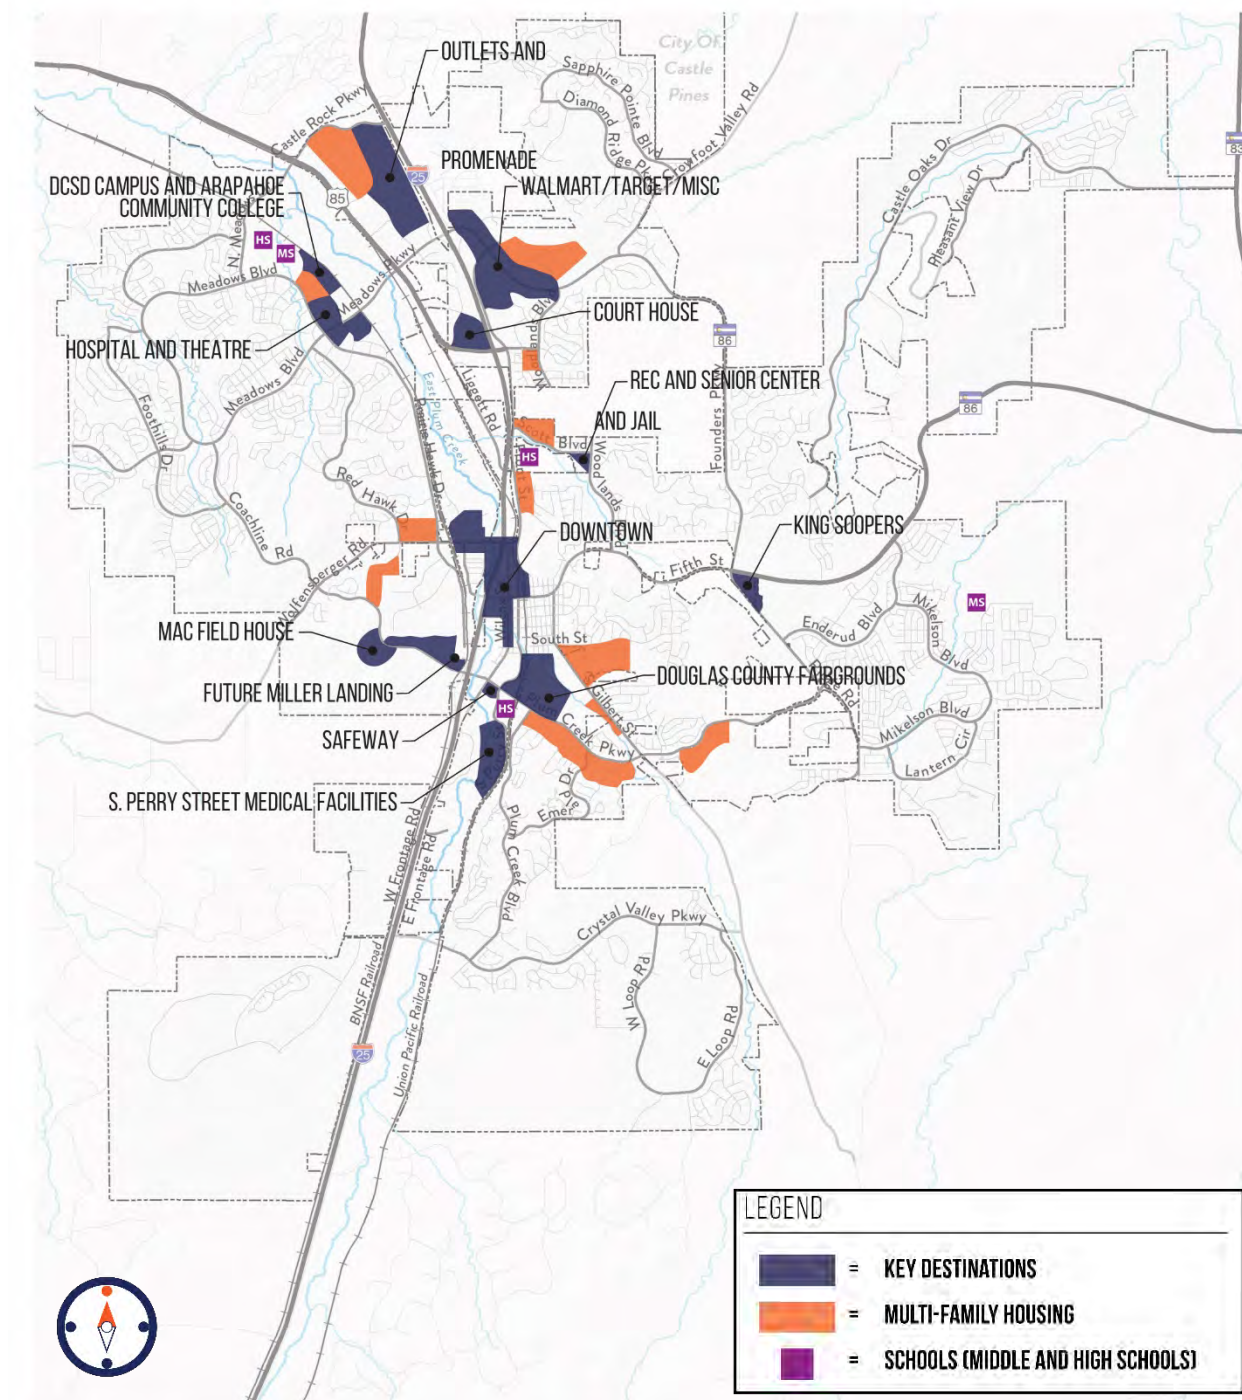 OUTLETS AND
PROMENADE
City Of
Castle
Pines
Sapphire Pointe Blvd
Diamond Ridge Pkwy
Crowfoot Valley Rd
Castle Rock Pkwy
25
83
85
DCSD CAMPUS AND ARAPAHOE
COMMUNITY COLLEGE
WALMART/TARGET/MISC
Castle Oaks Dr
Pleasant View Dr
HS
MS
Meadows Blvd
Meadows Pkwy
COURT HOUSE
86
HOSPITAL AND THEATRE
Meadows Blvd
Liggett Rd
East Plum Creek
REC AND SENIOR CENTER
AND JAIL
86
Foothills Dr
Scott Blvd
HS
Founders Pkwy
Red Hawk Dr
Coachline Rd
Wolfensberger Rd
DOWNTOWN
KING SOOPERS
Fifth St
MS
Enderud Blvd
Mikelson Blvd
MAC FIELD HOUSE
South St
FUTURE MILLER LANDING
DOUGLAS COUNTY FAIRGROUNDS
Gilbert St
HS
SAFEWAY
Creek Pkwy
Mikelson Blvd
Lantern Cir
S. PERRY STREET MEDICAL FACILITIES
W Frontage Rd
E Frontage Rd
Plum Creek Blvd
Crystal Valley Pkwy
W Loop Rd
E Loop Rd
BNSF Railroad
Union Pacific Railroad
25
LEGEND
= KEY DESTINATIONS
= MULTI-FAMILY HOUSING
= SCHOOLS (MIDDLE AND HIGH SCHOOLS)